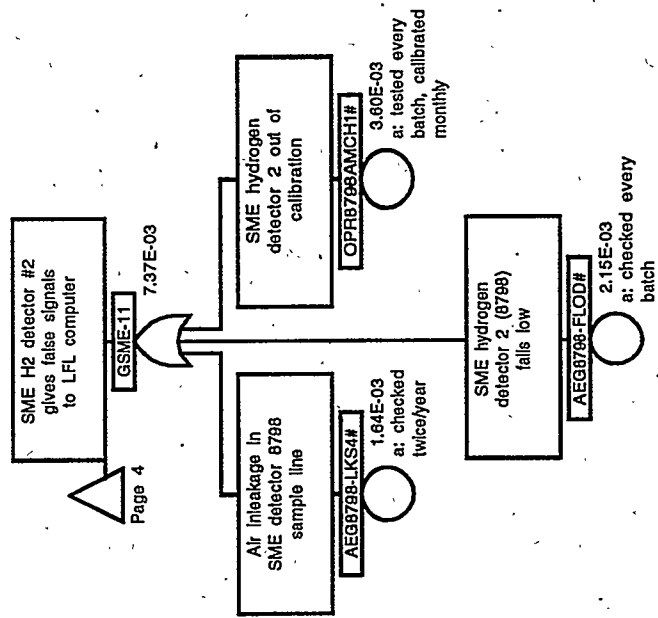 SME H2 detector #2
gives false signals
to LFL computer
GSME-11
7.37E-03
Page 4
Air inleakage in
SME detector 8798
sample line
AEG8798-LKS4#
1.64E-03
a: checked
twice/year
SME hydrogen
detector 2 (8798)
fails low
AEG8798-FLOD#
2.15E-03
a: checked every
batch
SME hydrogen
detector 2 out of
calibration
OPR8798AMCH1#
3.60E-03
a: tested every
batch, calibrated
monthly